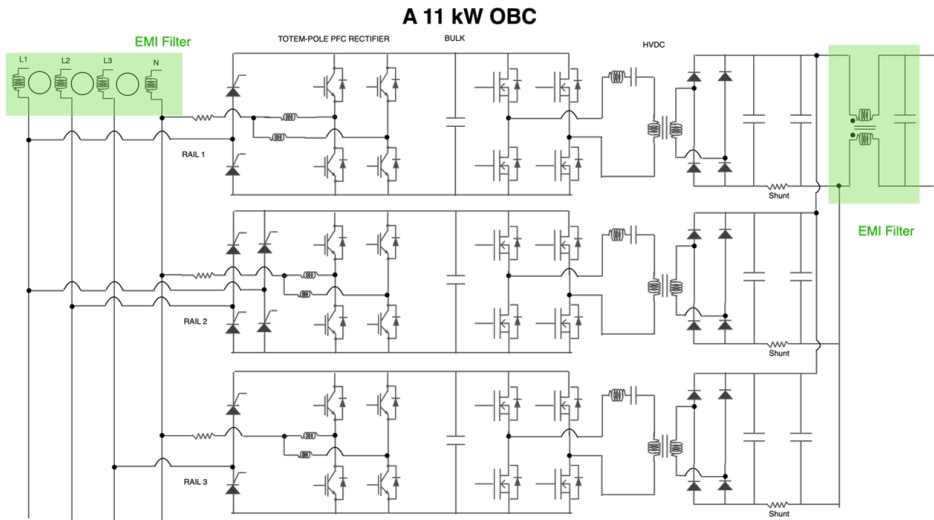 A 11 kW OBC
EMI Filter
TOTEM-POLE PFC RECTIFIER
BULK
HVDC
L1
L2
L3
N
RAIL 1
Shunt
EMI Filter
RAIL 2
Shunt
RAIL 3
Shunt